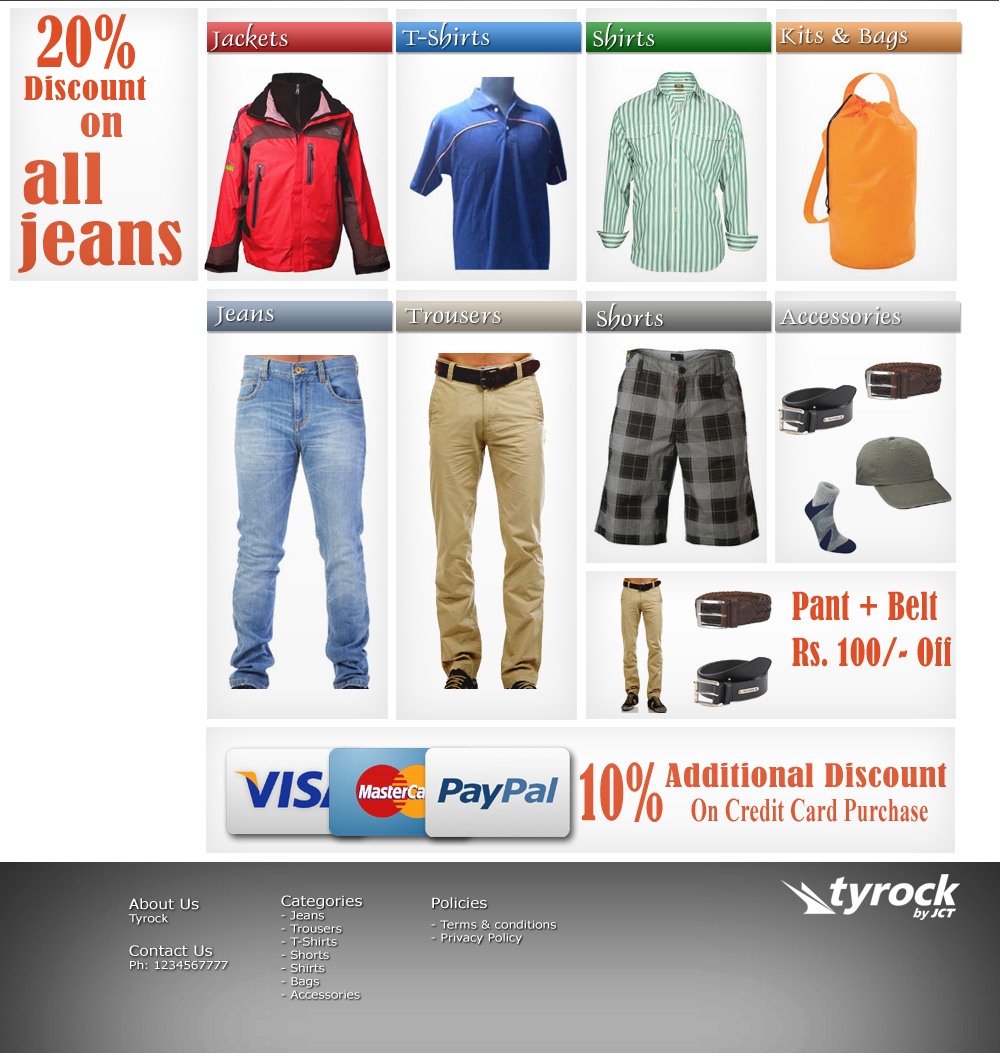 20%
Discount
on
all
jeans
Jackets
T-Shirts
Shirts
Kits & Bags
Jeans
Trousers
Shorts
Accessories
Pant + Belt
Rs. 100/- Off
VISA
MasterCa
PayPal
10% Additional Discount
On Credit Card Purchase
About Us
Tyrock
Contact Us
Ph: 1234567777
Categories
- Jeans
- Trousers
- T-Shirts
- Shorts
- Shirts
- Bags
- Accessories
Policies
- Terms & conditions
- Privacy Policy
tyrock
by JCT